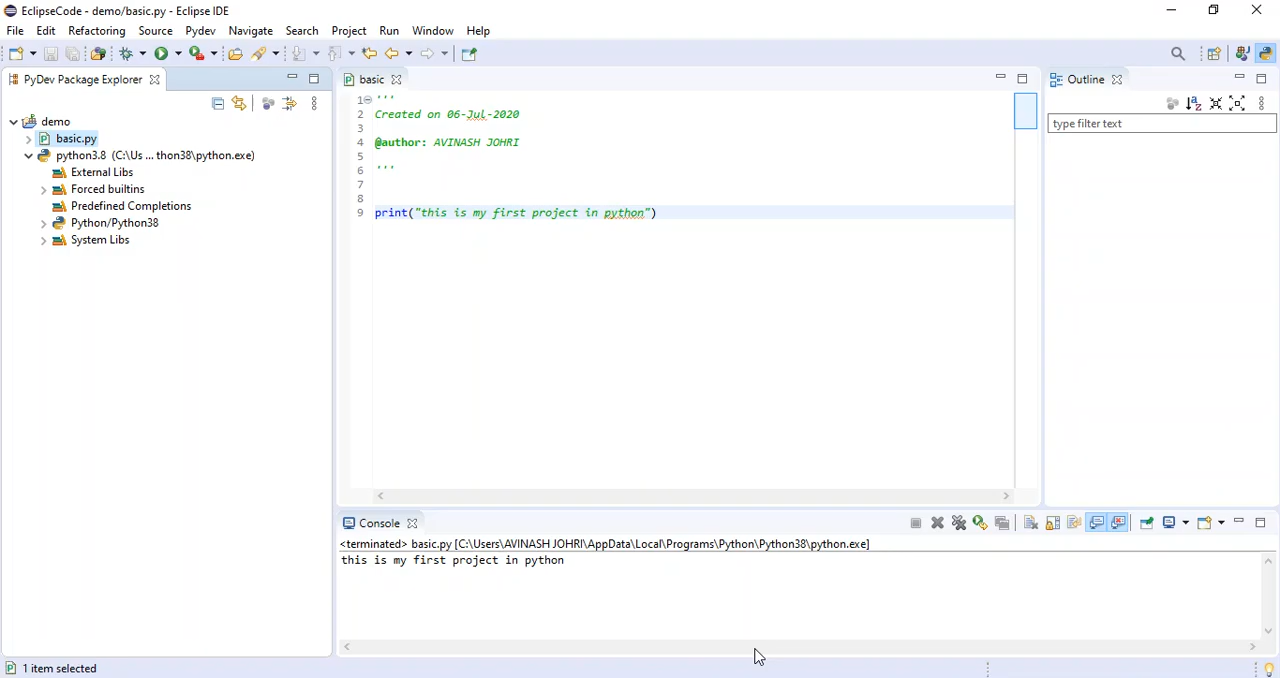 EclipseCode - demo/basic.py - Eclipse IDE
File Edit Refactoring Source Pydev Navigate Search Project Run Window Help
PyDev Package Explorer
demo
basic.py
python3.8 (C:\Us ... thon38\python.exe)
External Libs
Forced builtins
Predefined Completions
Python/Python38
System Libs
basic
1 '''
2 Created on 06-Jul-2020
3
4 @author: AVINASH JOHRI
5
6 '''
7
8
9 print("this is my first project in python")
Outline
type filter text
Console
<terminated> basic.py [C:\Users\AVINASH JOHRI\AppData\Local\Programs\Python\Python38\python.exe]
this is my first project in python
1 item selected